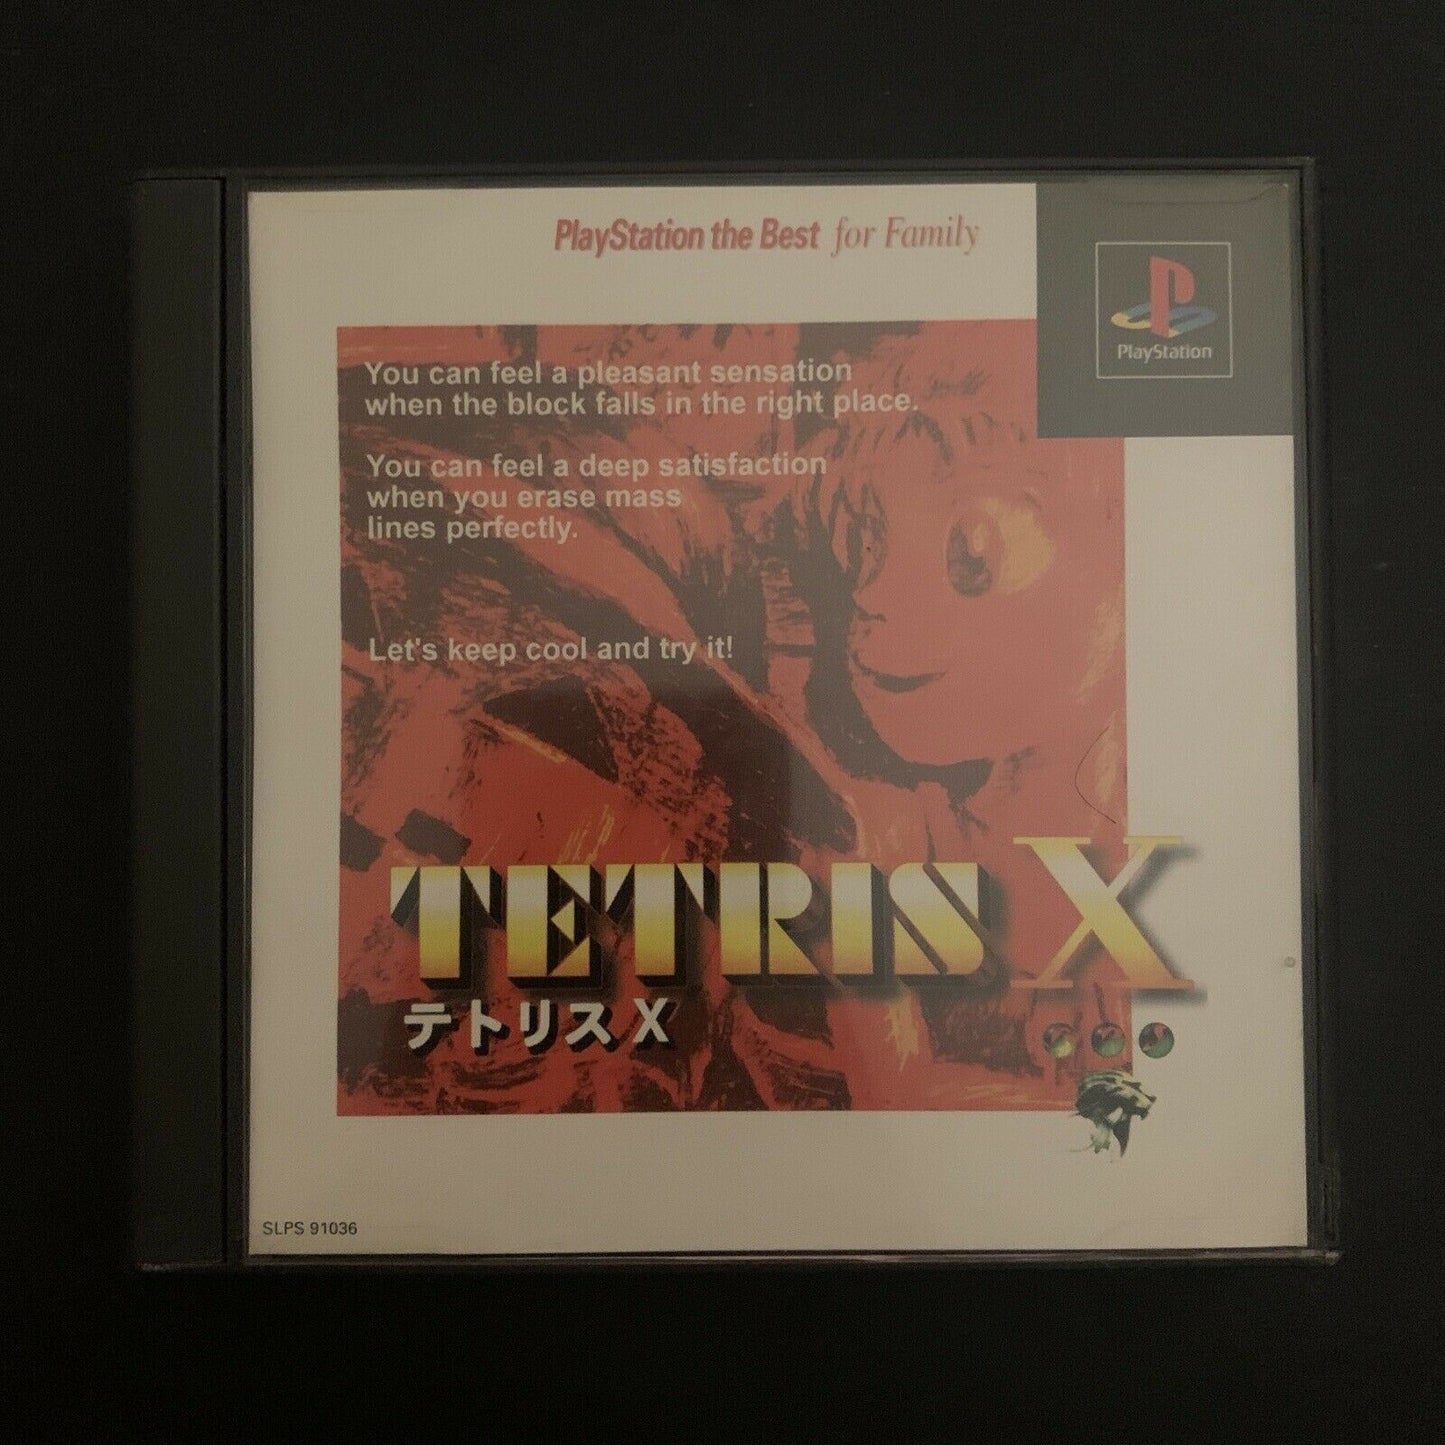 PlayStation the Best for Family
PlayStation
You can feel a pleasant sensation
when the block falls in the right place.
You can feel a deep satisfaction
when you erase mass
lines perfectly.
Let's keep cool and try it!
TETRIS X
テトリス X
SLPS 91036